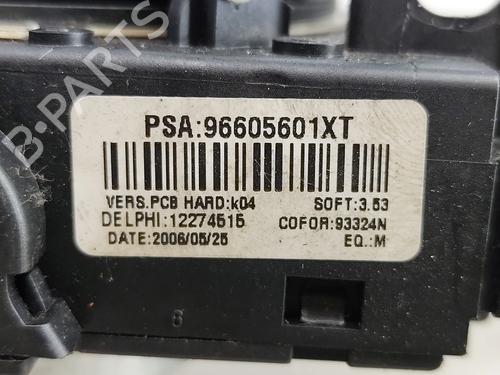 PSA:96605601XT
VERS.PCB HARD:k04 SOFT:3.53
DELPHI:12274515 COFOR:93324N
DATE:2006/05/25 EQ.:M
6
B-PARTS